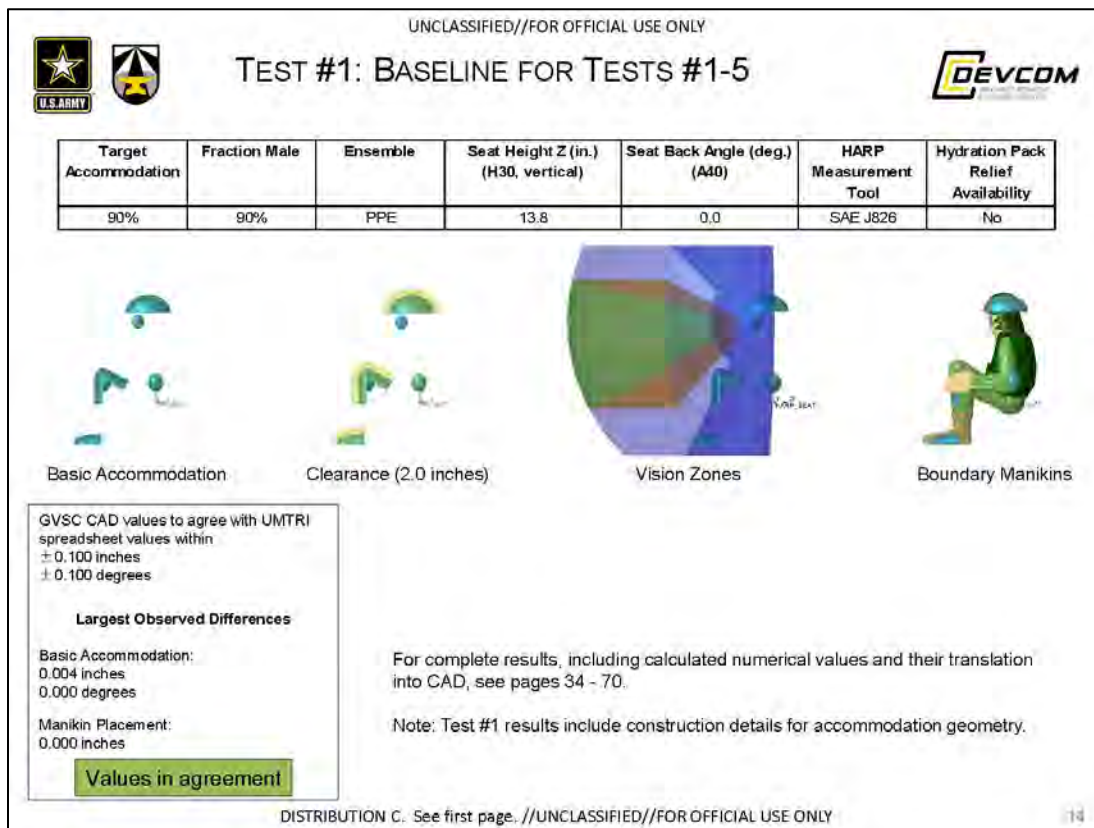 UNCLASSIFIED//FOR OFFICIAL USE ONLY
U.S.ARMY
TEST #1: BASELINE FOR TESTS #1-5
DEVCOM
Target Accommodation
Fraction Male
Ensemble
Seat Height Z (in.) (H30, vertical)
Seat Back Angle (deg.) (A40)
HARP Measurement Tool
Hydration Pack Relief Availability
90%
90%
PPE
13.8
0.0
SAE J826
No
Basic Accommodation
Clearance (2.0 inches)
Vision Zones
Boundary Manikins
GVSC CAD values to agree with UMTRI
spreadsheet values within
±0.100 inches
±0.100 degrees
Largest Observed Differences
Basic Accommodation:
0.004 inches
0.000 degrees
Manikin Placement:
0.000 inches
Values in agreement
For complete results, including calculated numerical values and their translation
into CAD, see pages 34 - 70.
Note: Test #1 results include construction details for accommodation geometry.
DISTRIBUTION C. See first page. //UNCLASSIFIED//FOR OFFICIAL USE ONLY
14